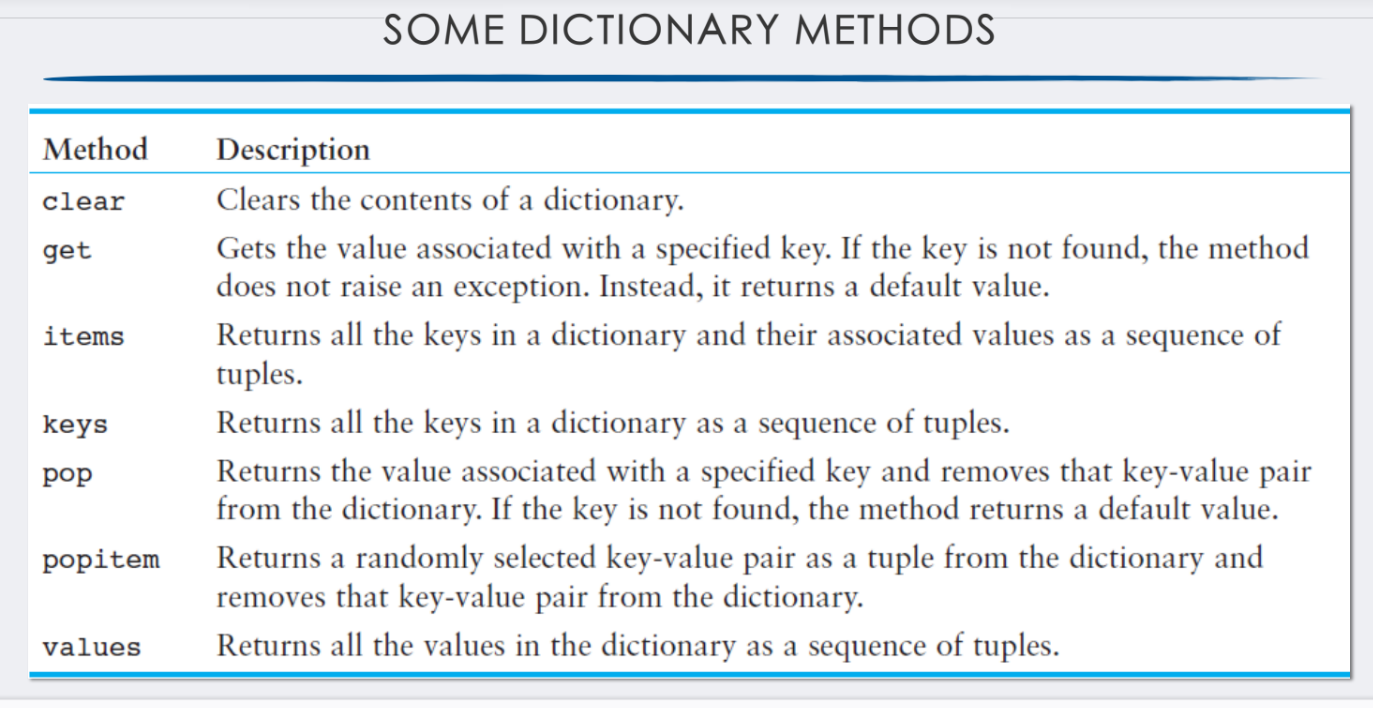 SOME DICTIONARY METHODS
Method Description
clear Clears the contents of a dictionary.
get Gets the value associated with a specified key. If the key is not found, the method
does not raise an exception. Instead, it returns a default value.
items Returns all the keys in a dictionary and their associated values as a sequence of
tuples.
keys Returns all the keys in a dictionary as a sequence of tuples.
pop Returns the value associated with a specified key and removes that key-value pair
from the dictionary. If the key is not found, the method returns a default value.
popitem Returns a randomly selected key-value pair as a tuple from the dictionary and
removes that key-value pair from the dictionary.
values Returns all the values in the dictionary as a sequence of tuples.